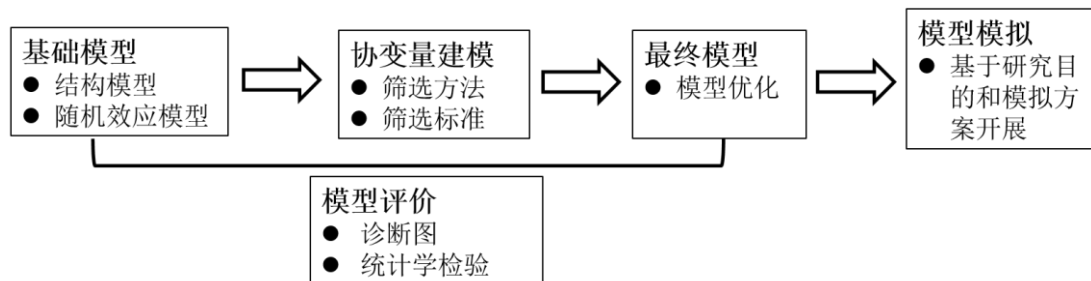 基础模型
● 结构模型
● 随机效应模型
协变量建模
● 筛选方法
● 筛选标准
最终模型
● 模型优化
模型模拟
● 基于研究目
的和模拟方
案开展
模型评价
● 诊断图
● 统计学检验